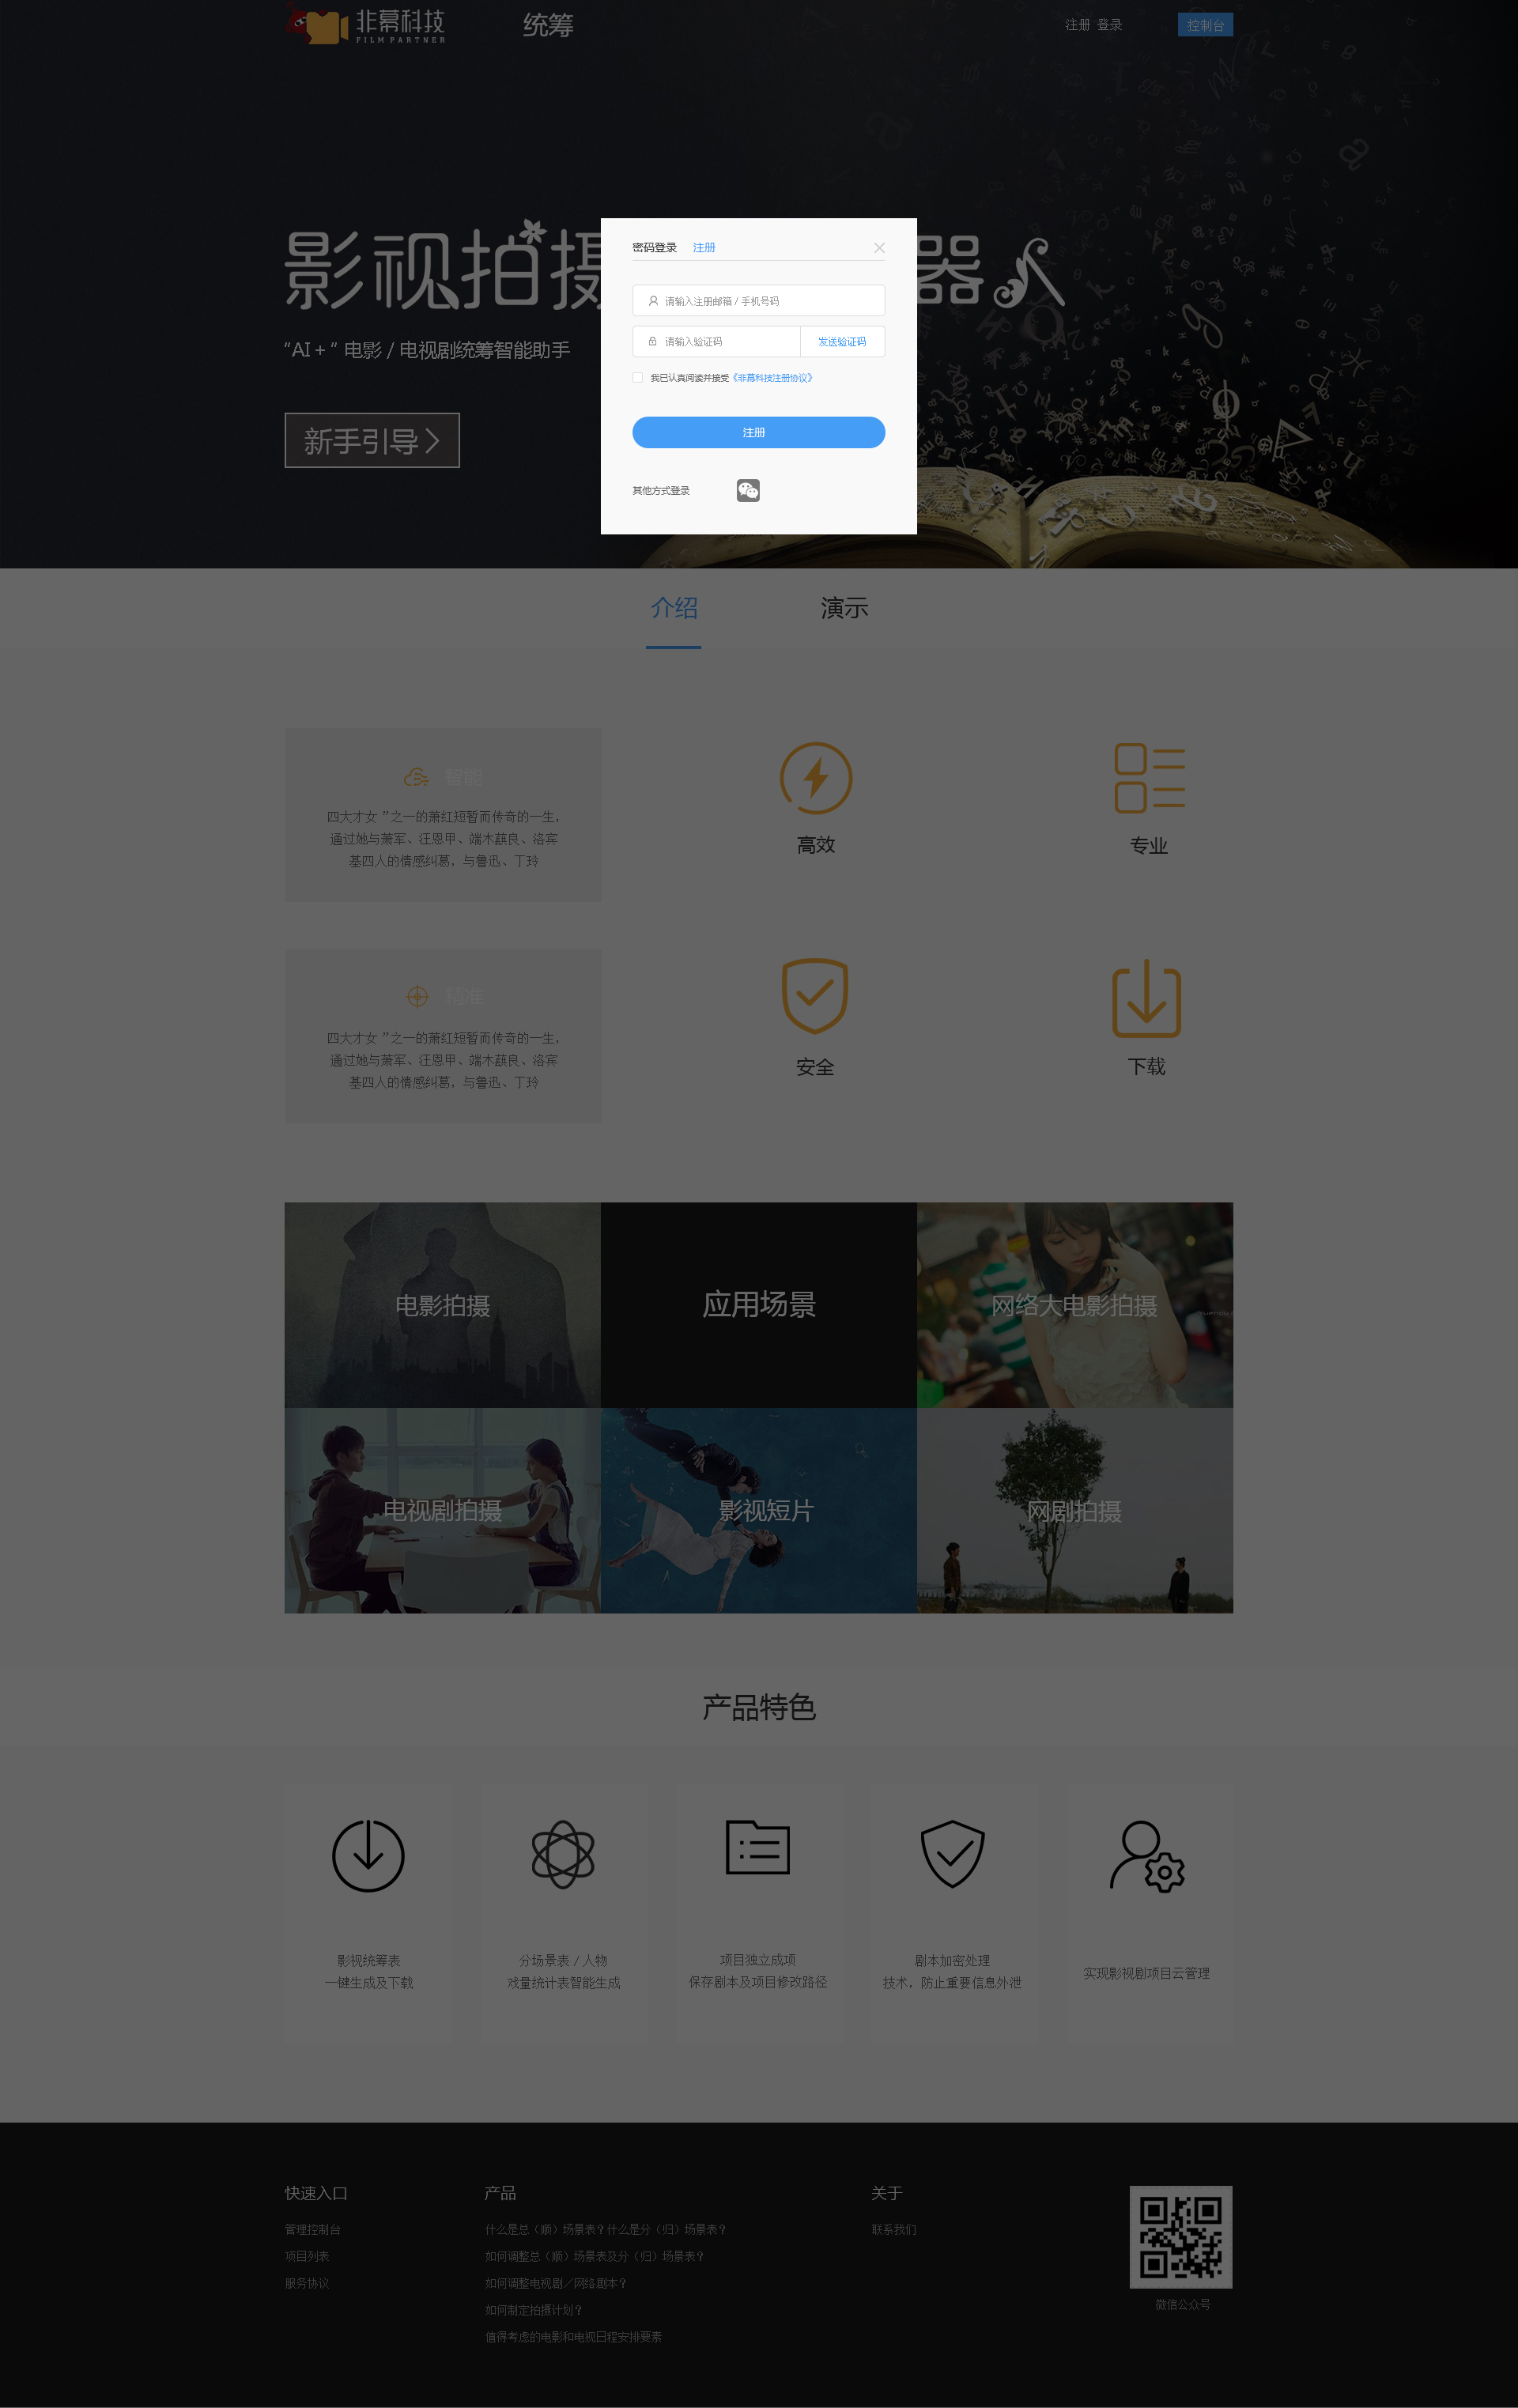 非幕科技
FILM PARTNER
统筹
注册 登录
控制台
影视拍摄
器
“AI + ” 电影 / 电视剧统筹智能助手
新手引导
密码登录 注册
请输入注册邮箱 / 手机号码
请输入验证码 发送验证码
我已认真阅读并接受《非幕科技注册协议》
注册
其他方式登录
介绍 演示
智能
四大才女 ”之一的萧红短暂而传奇的一生，
通过她与萧军、汪恩甲、端木蕻良、洛宾
基四人的情感纠葛，与鲁迅、丁玲
高效
专业
精准
四大才女 ”之一的萧红短暂而传奇的一生，
通过她与萧军、汪恩甲、端木蕻良、洛宾
基四人的情感纠葛，与鲁迅、丁玲
安全
下载
电影拍摄
应用场景
网络大电影拍摄
电视剧拍摄
影视短片
网剧拍摄
产品特色
影视统筹表
一键生成及下载
分场景表 / 人物
戏量统计表智能生成
项目独立成项
保存剧本及项目修改路径
剧本加密处理
技术，防止重要信息外泄
实现影视剧项目云管理
快速入口
管理控制台
项目列表
服务协议
产品
什么是总（顺）场景表？什么是分（归）场景表？
如何调整总（顺）场景表及分（归）场景表？
如何调整电视剧／网络剧本？
如何制定拍摄计划？
值得考虑的电影和电视日程安排要素
关于
联系我们
微信公众号